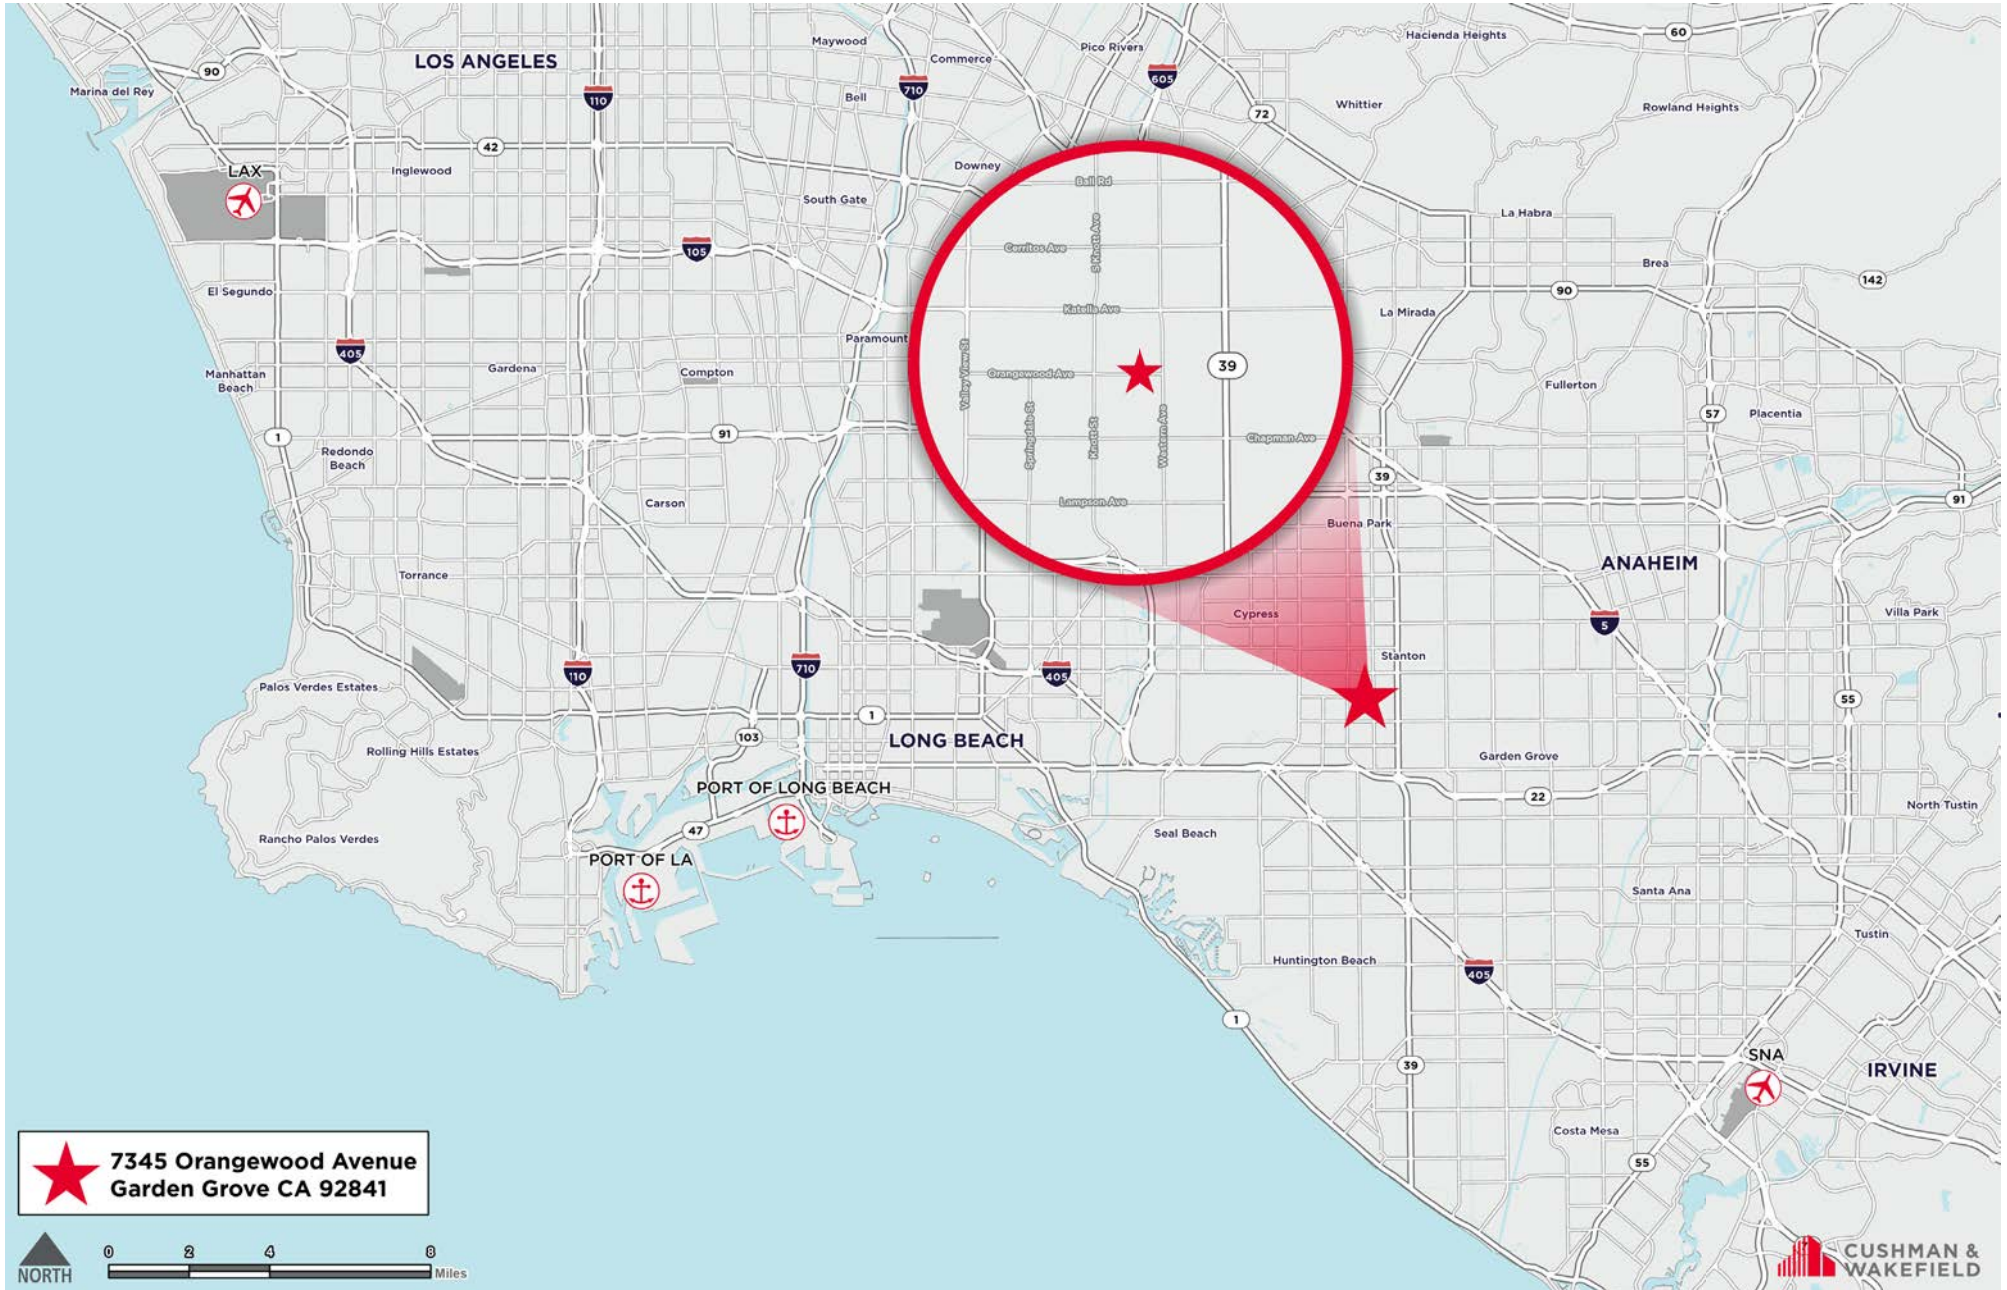 Maywood
Hacienda Heights
60
LOS ANGELES
Commerce
Pico Rivera
90
605
Marina del Rey
110
710
Bell
Whittier
Rowland Heights
72
42
LAX
Inglewood
Downey
South Gate
Ball Rd
La Habra
S Knott Ave
Cerritos Ave
105
Brea
142
El Segundo
90
Katella Ave
La Mirada
Paramount
405
Valley View St
39
Gardena
Compton
Orangewood Ave
Manhattan
Beach
Fullerton
57
Placentia
1
91
Springdale St
Knott St
Western Ave
Chapman Ave
Redondo
Beach
39
Carson
Lampson Ave
91
Buena Park
ANAHEIM
Torrance
Cypress
Villa Park
5
Stanton
110
710
405
Palos Verdes Estates
55
1
103
LONG BEACH
Rolling Hills Estates
Garden Grove
PORT OF LONG BEACH
22
North Tustin
47
Seal Beach
Rancho Palos Verdes
PORT OF LA
Santa Ana
Tustin
Huntington Beach
405
1
SNA
39
IRVINE
Costa Mesa
55
7345 Orangewood Avenue
Garden Grove CA 92841
0 2 4 8
Miles
NORTH
CUSHMAN &
WAKEFIELD